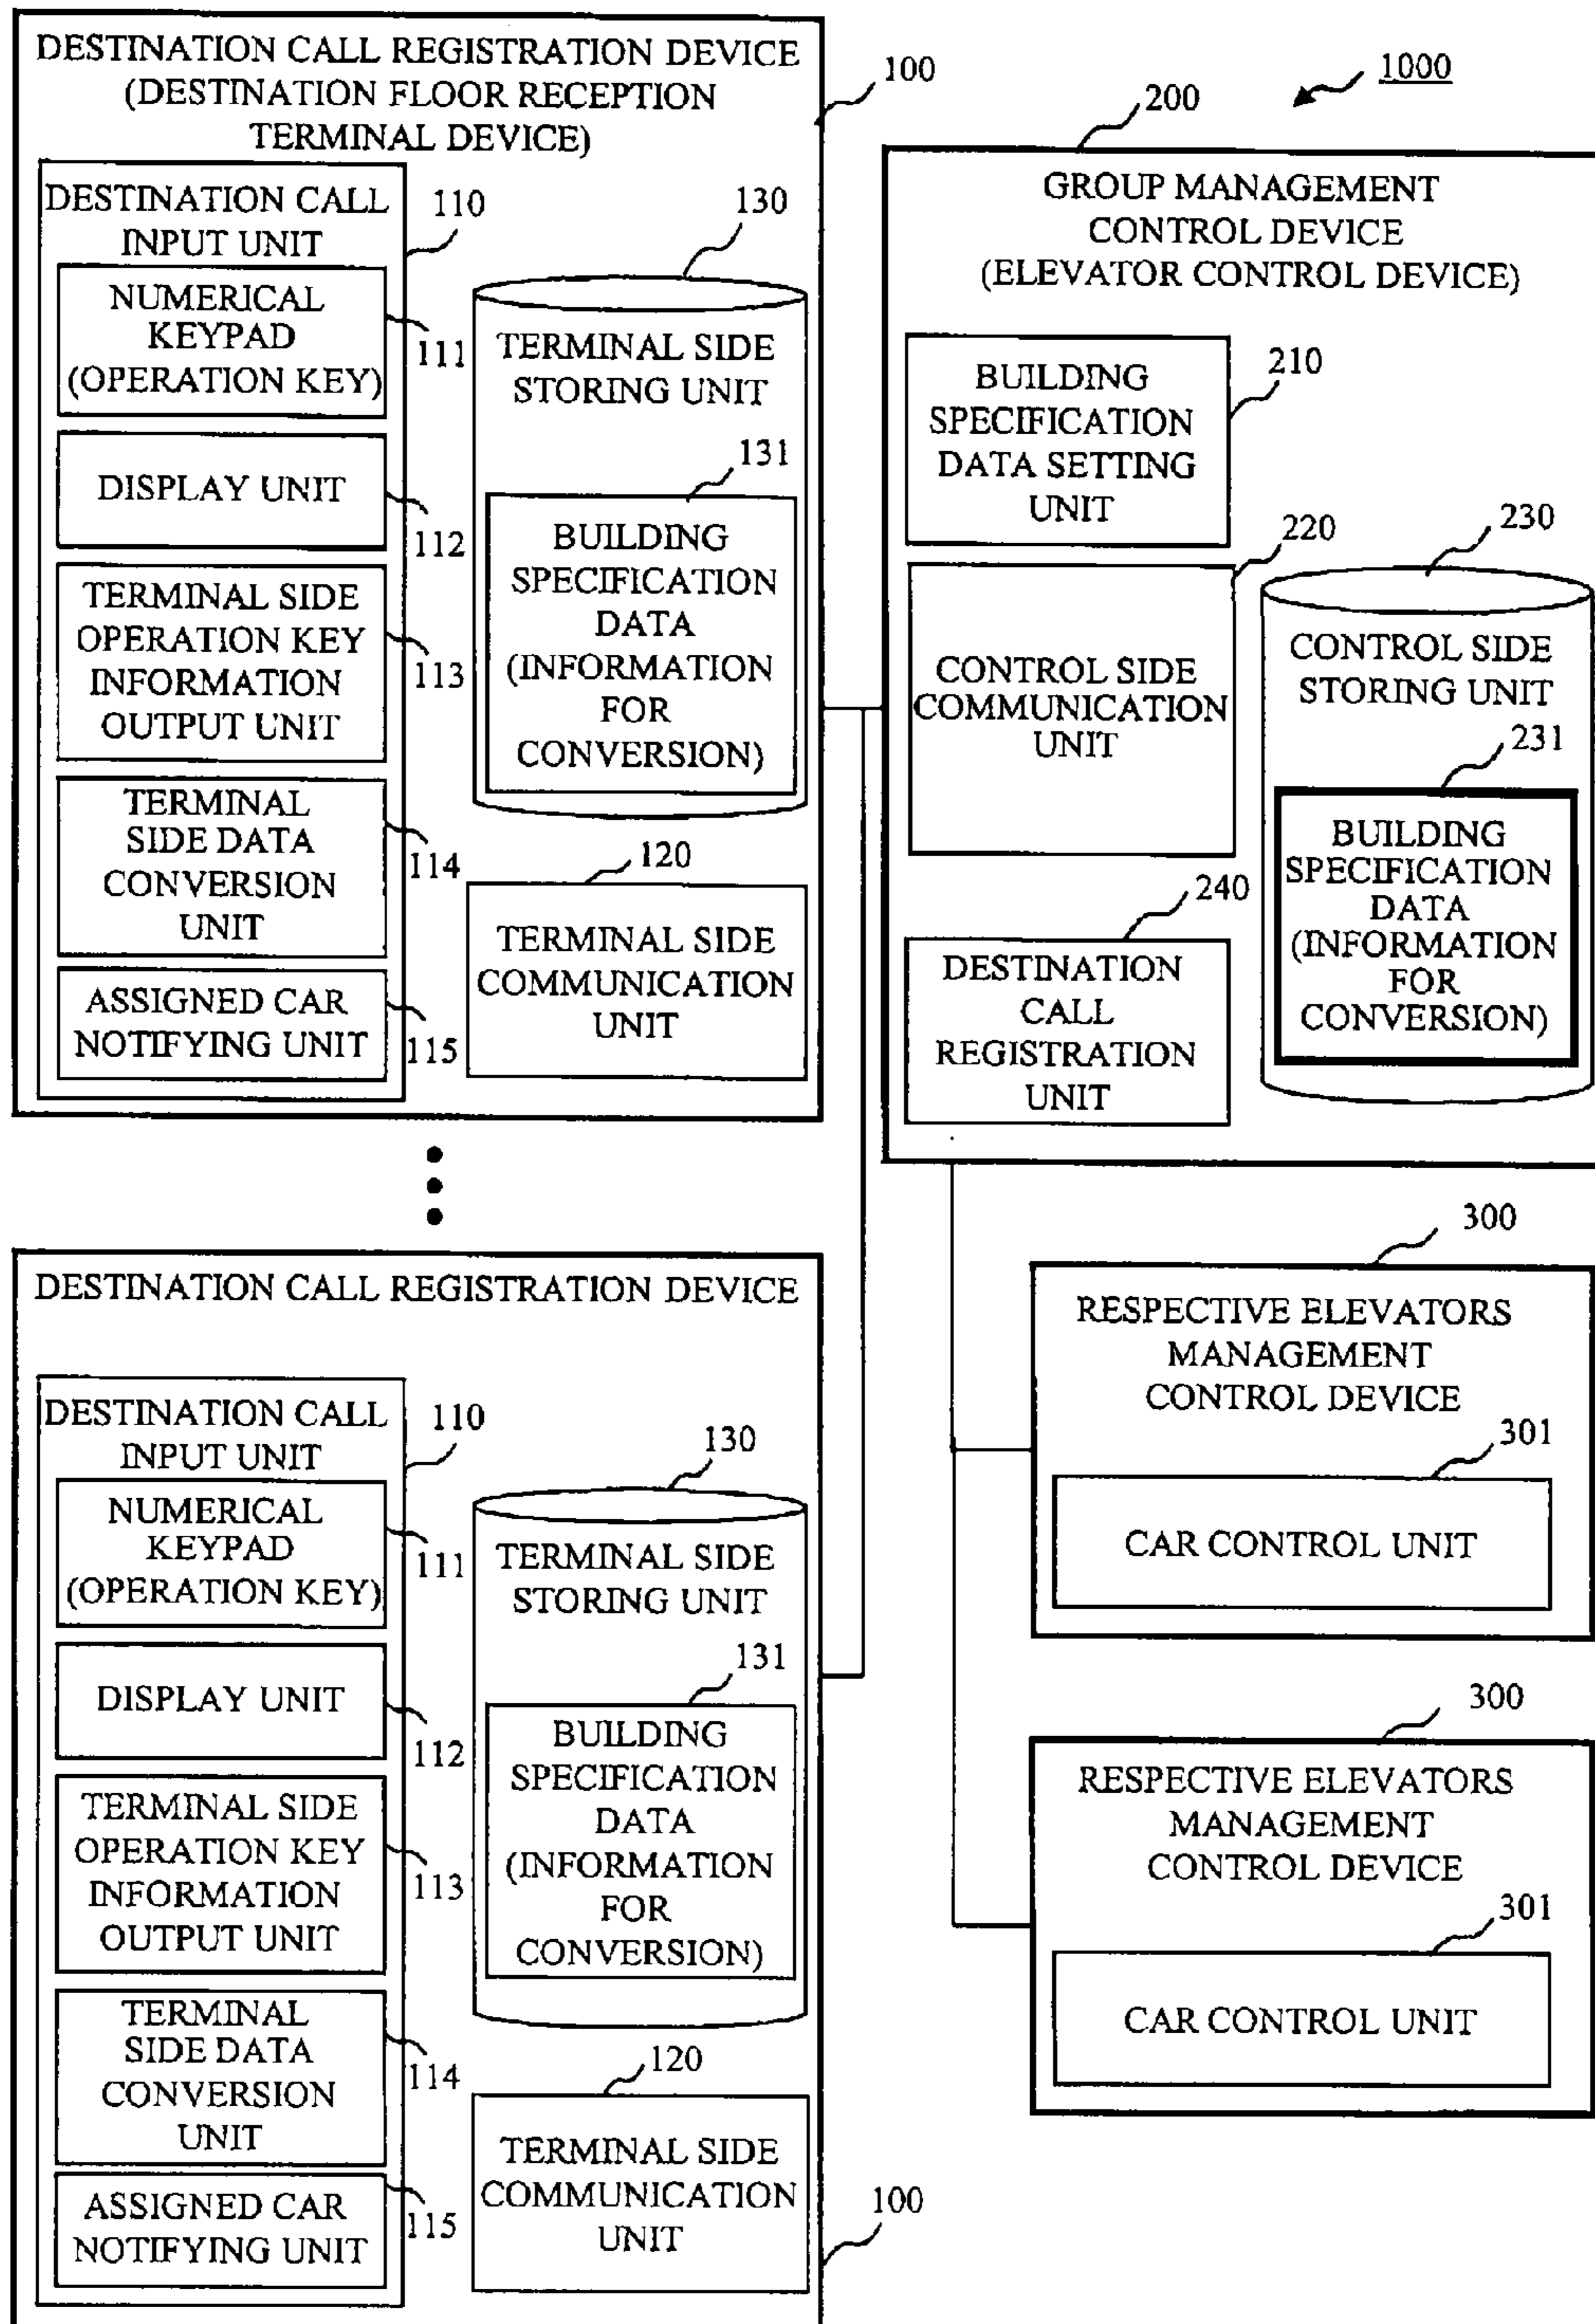 DESTINATION CALL REGISTRATION DEVICE
(DESTINATION FLOOR RECEPTION
TERMINAL DEVICE)
100
DESTINATION CALL
INPUT UNIT
110
NUMERICAL
KEYPAD
(OPERATION KEY)
111
DISPLAY UNIT
112
TERMINAL SIDE
OPERATION KEY
INFORMATION
OUTPUT UNIT
113
TERMINAL
SIDE DATA
CONVERSION
UNIT
114
ASSIGNED CAR
NOTIFYING UNIT
115
130
TERMINAL SIDE
STORING UNIT
131
BUILDING
SPECIFICATION
DATA
(INFORMATION
FOR
CONVERSION)
120
TERMINAL SIDE
COMMUNICATION
UNIT
1000
200
GROUP MANAGEMENT
CONTROL DEVICE
(ELEVATOR CONTROL DEVICE)
210
BUILDING
SPECIFICATION
DATA SETTING
UNIT
220
CONTROL SIDE
COMMUNICATION
UNIT
230
CONTROL SIDE
STORING UNIT
231
BUILDING
SPECIFICATION
DATA
(INFORMATION
FOR
CONVERSION)
240
DESTINATION
CALL
REGISTRATION
UNIT
DESTINATION CALL REGISTRATION DEVICE
DESTINATION CALL
INPUT UNIT
110
NUMERICAL
KEYPAD
(OPERATION KEY)
111
DISPLAY UNIT
112
TERMINAL SIDE
OPERATION KEY
INFORMATION
OUTPUT UNIT
113
TERMINAL
SIDE DATA
CONVERSION
UNIT
114
ASSIGNED CAR
NOTIFYING UNIT
115
130
TERMINAL SIDE
STORING UNIT
131
BUILDING
SPECIFICATION
DATA
(INFORMATION
FOR
CONVERSION)
120
TERMINAL SIDE
COMMUNICATION
UNIT
100
300
RESPECTIVE ELEVATORS
MANAGEMENT
CONTROL DEVICE
301
CAR CONTROL UNIT
300
RESPECTIVE ELEVATORS
MANAGEMENT
CONTROL DEVICE
301
CAR CONTROL UNIT